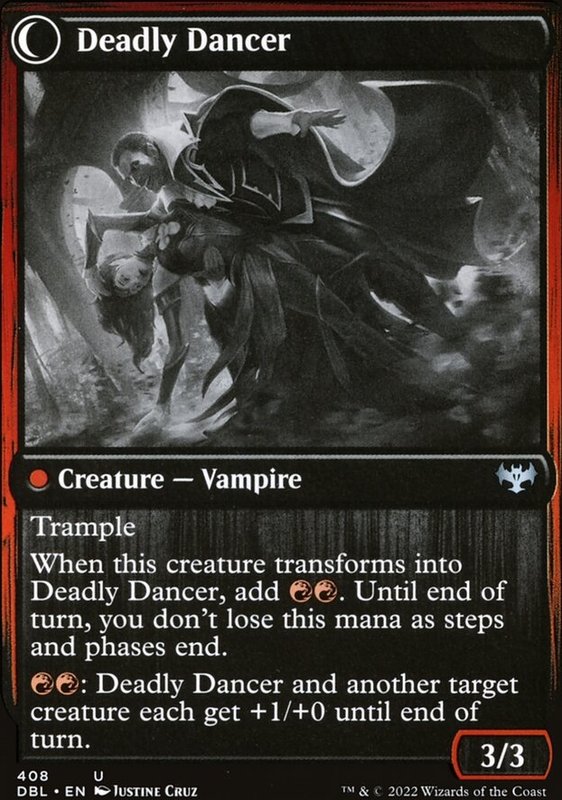 Deadly Dancer
Creature — Vampire
Trample
When this creature transforms into
Deadly Dancer, add . Until end of
turn, you don't lose this mana as steps
and phases end.
: Deadly Dancer and another target
creature each get +1/+0 until end of
turn.
3/3
408 U
DBL • EN Justine Cruz
™ & © 2022 Wizards of the Coast